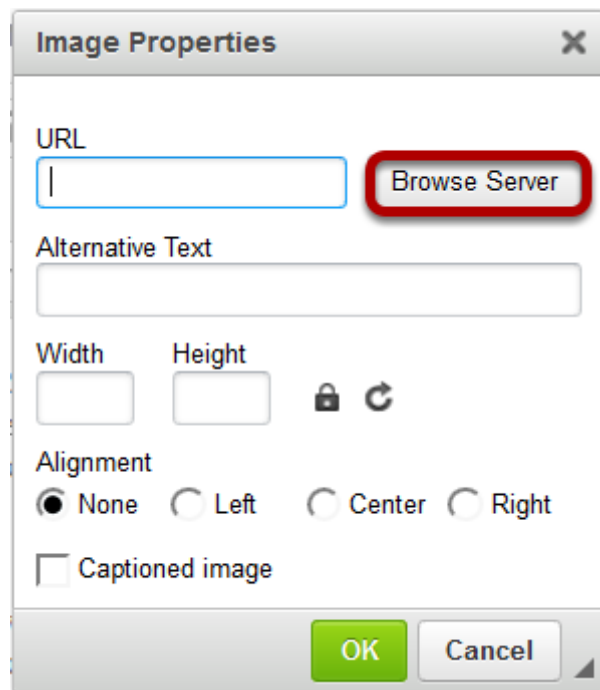 Image Properties
URL
Browse Server
Alternative Text
Width Height
Alignment
None Left Center Right
Captioned image
OK Cancel